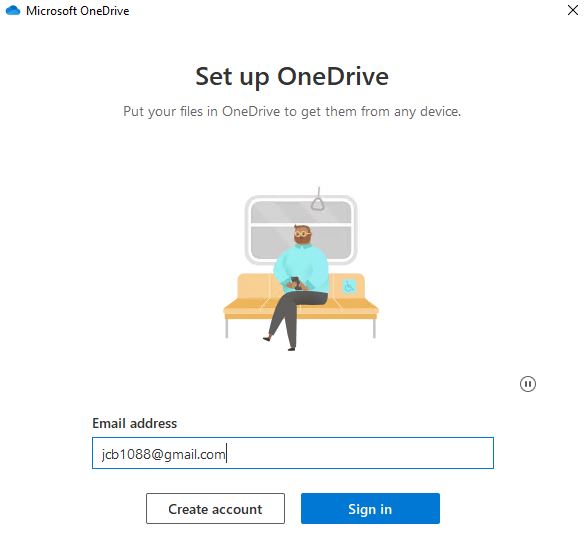 Microsoft OneDrive
Set up OneDrive
Put your files in OneDrive to get them from any device.
Email address
jcb1088@gmail.com
Create account
Sign in